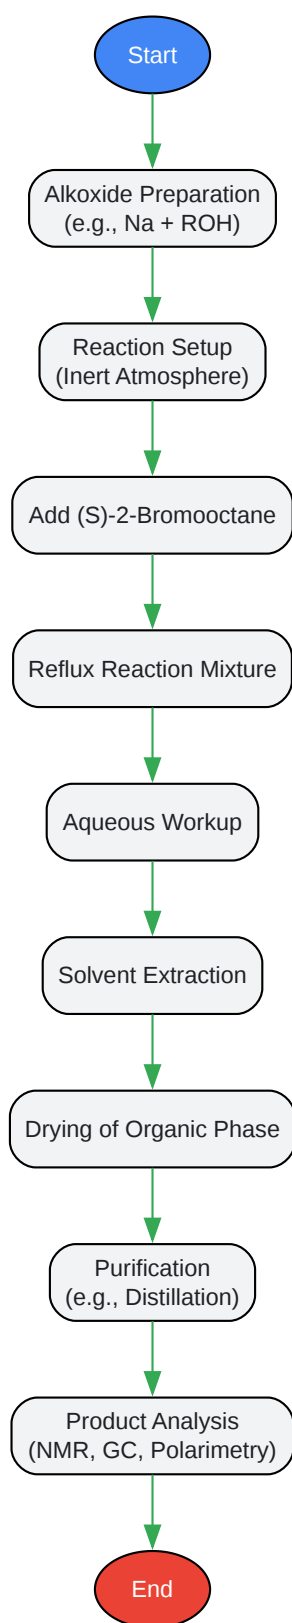 Start
Alkoxide Preparation
(e.g., Na + ROH)
Reaction Setup
(Inert Atmosphere)
Add (S)-2-Bromooctane
Reflux Reaction Mixture
Aqueous Workup
Solvent Extraction
Drying of Organic Phase
Purification
(e.g., Distillation)
Product Analysis
(NMR, GC, Polarimetry)
End